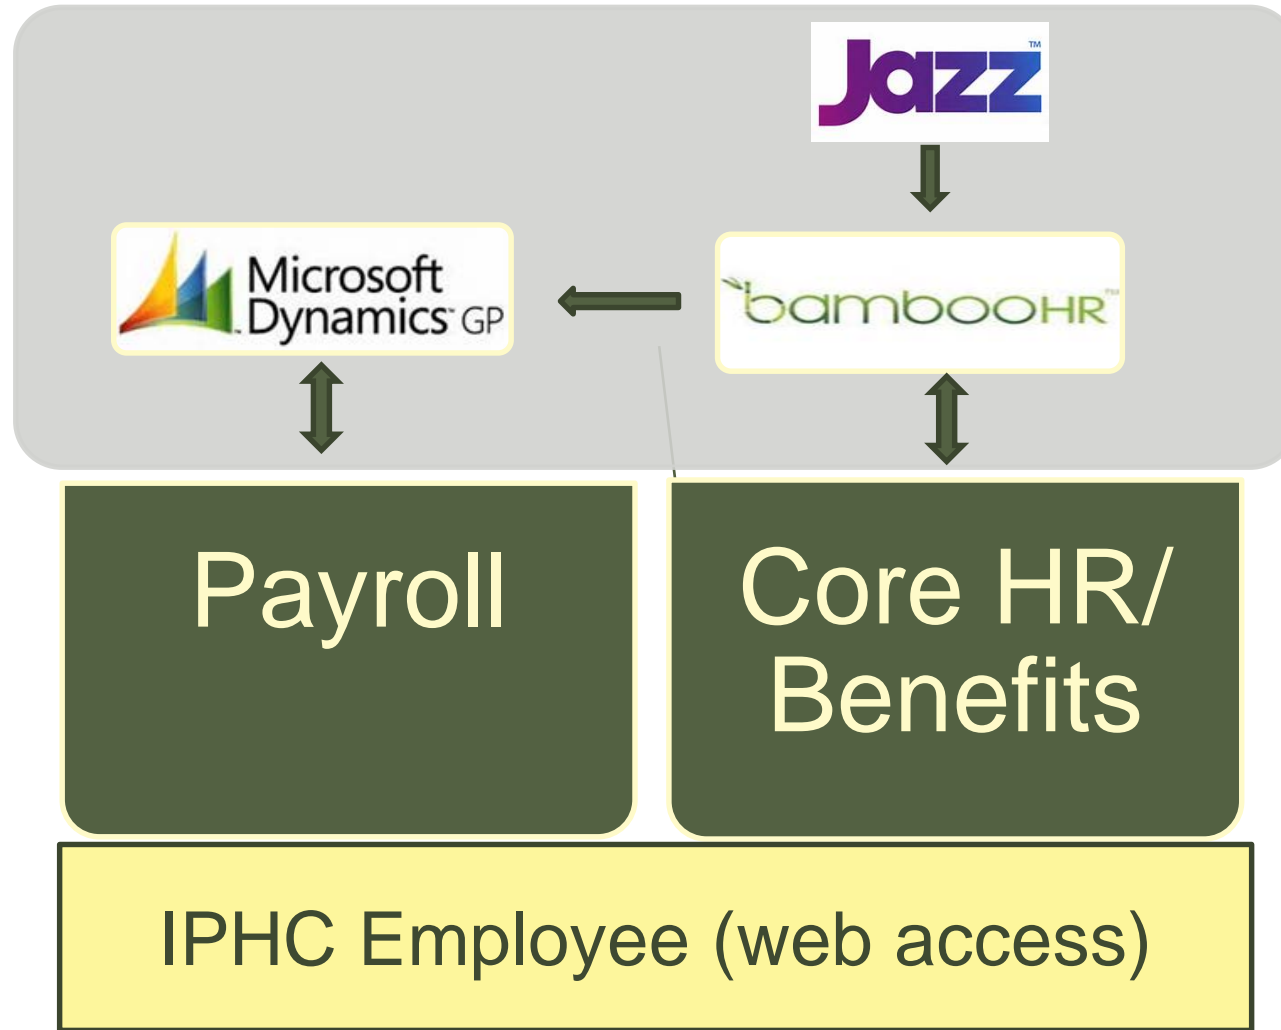 Jazz™
Microsoft
Dynamics GP
bambooHR™
Payroll
Core HR/
Benefits
IPHC Employee (web access)